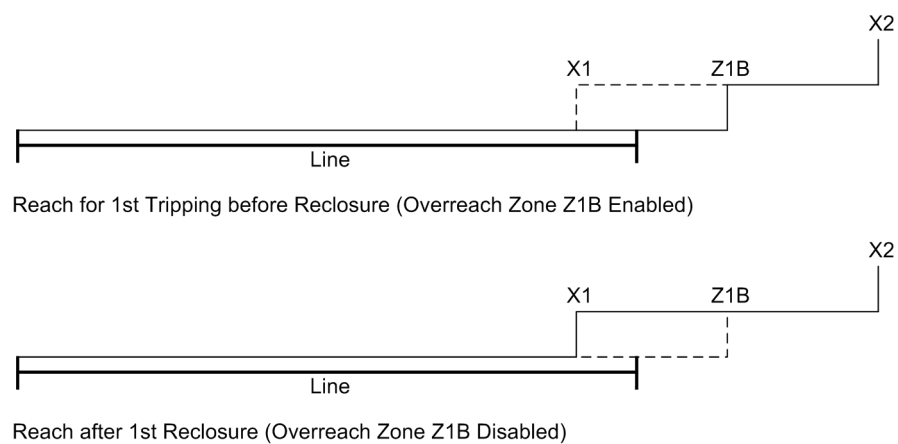 X2
X1 Z1B
Line
Reach for 1st Tripping before Reclosure (Overreach Zone Z1B Enabled)
X2
X1 Z1B
Line
Reach after 1st Reclosure (Overreach Zone Z1B Disabled)